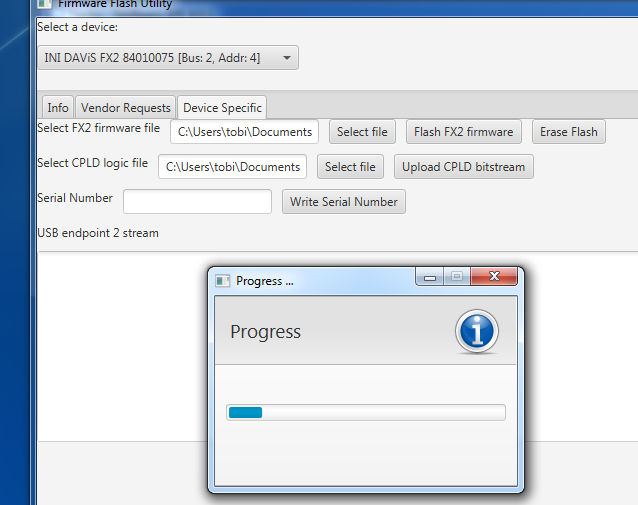 Firmware Flash Utility
Select a device:
INI DAViS FX2 84010075 [Bus: 2, Addr: 4]
Info Vendor Requests Device Specific
Select FX2 firmware file C:\Users\tobi\Documents Select file Flash FX2 firmware Erase Flash
Select CPLD logic file C:\Users\tobi\Documents Select file Upload CPLD bitstream
Serial Number Write Serial Number
USB endpoint 2 stream
Progress ...
Progress